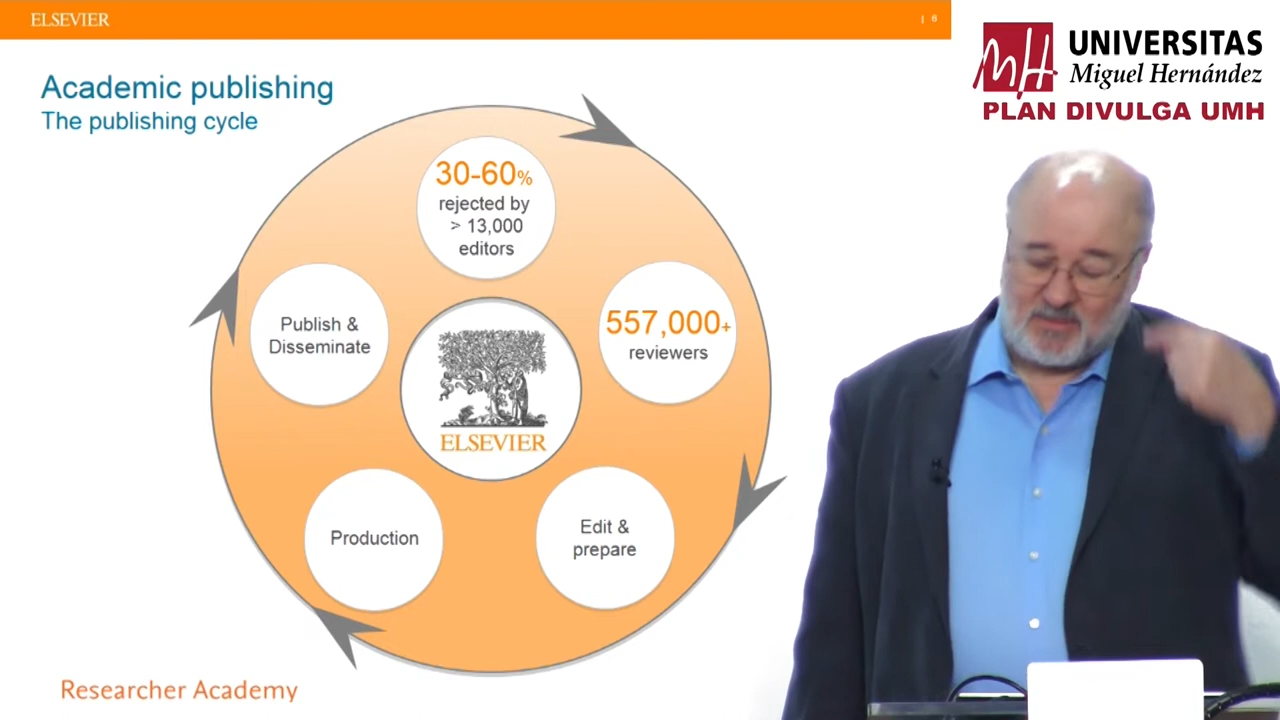 ELSEVIER
| 6
Academic publishing
The publishing cycle
30-60%
rejected by
> 13,000
editors
557,000+
reviewers
Edit &
prepare
Production
Publish &
Disseminate
ELSEVIER
Researcher Academy
UNIVERSITAS
Miguel Hernández
PLAN DIVULGA UMH